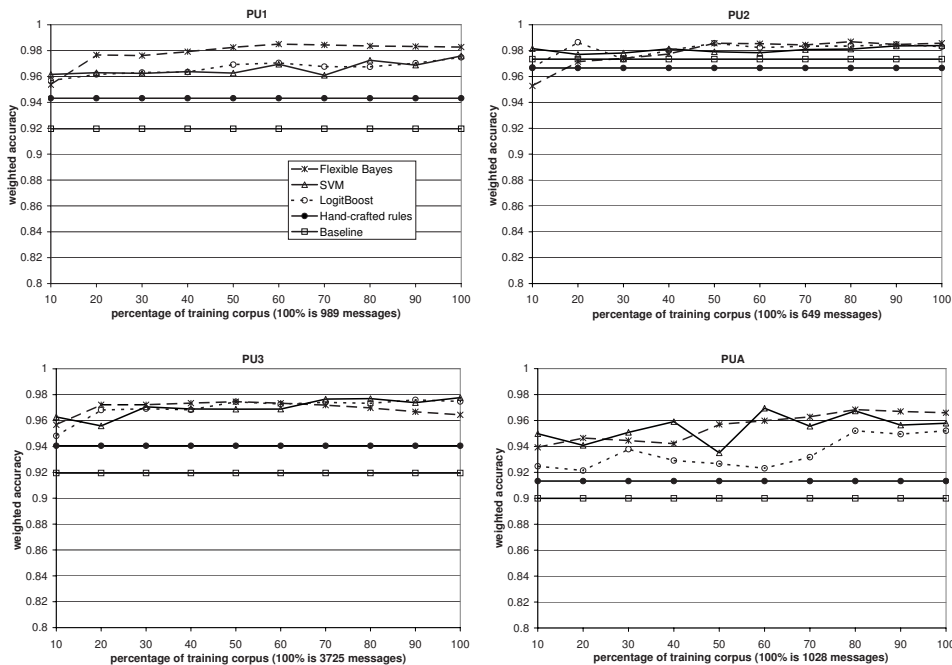 PU1
weighted accuracy
1
0.98
0.96
0.94
0.92
0.9
0.88
0.86
0.84
0.82
0.8
Flexible Bayes
SVM
LogitBoost
Hand-crafted rules
Baseline
10 20 30 40 50 60 70 80 90 100
percentage of training corpus (100% is 989 messages)
PU2
weighted accuracy
1
0.98
0.96
0.94
0.92
0.9
0.88
0.86
0.84
0.82
0.8
10 20 30 40 50 60 70 80 90 100
percentage of training corpus (100% is 649 messages)
PU3
weighted accuracy
1
0.98
0.96
0.94
0.92
0.9
0.88
0.86
0.84
0.82
0.8
10 20 30 40 50 60 70 80 90 100
percentage of training corpus (100% is 3725 messages)
PUA
weighted accuracy
1
0.98
0.96
0.94
0.92
0.9
0.88
0.86
0.84
0.82
0.8
10 20 30 40 50 60 70 80 90 100
percentage of training corpus (100% is 1028 messages)